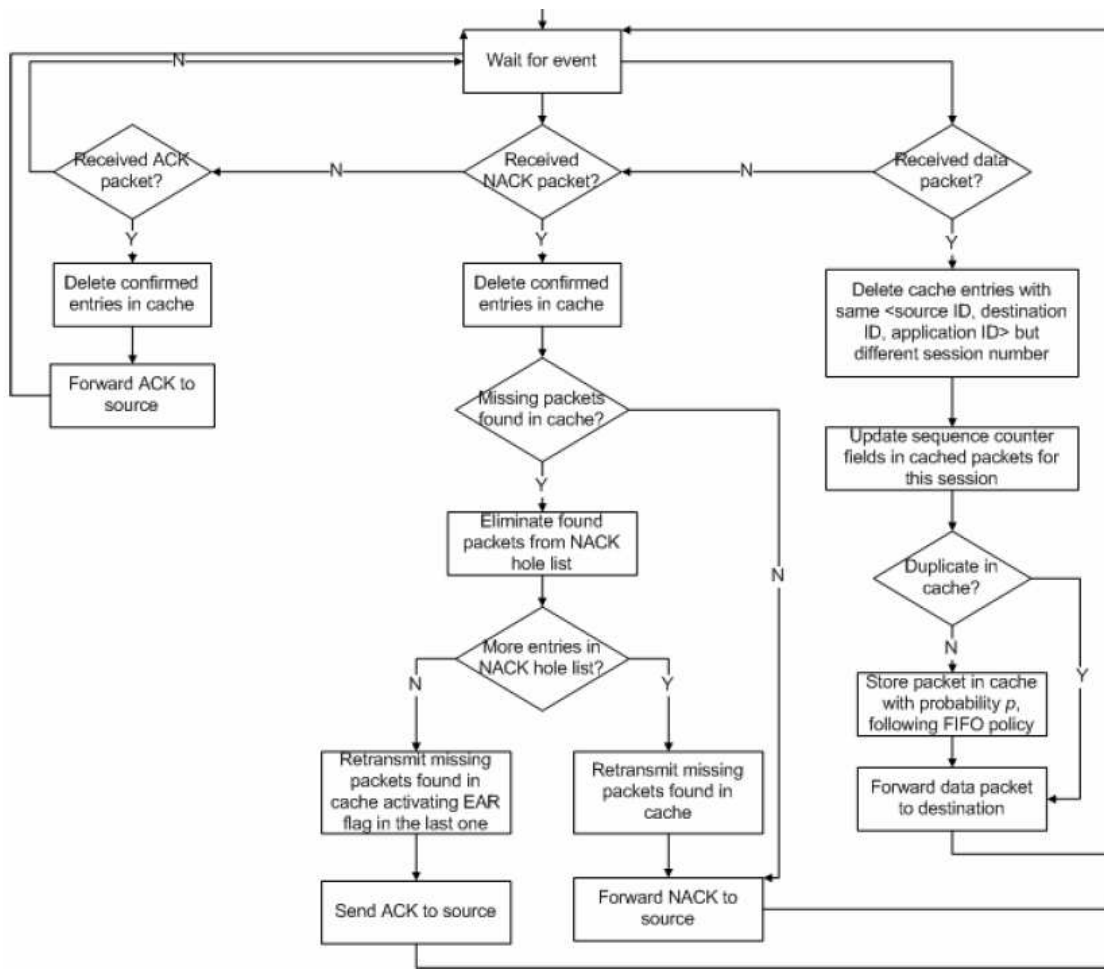 Wait for event
N
Received ACK
packet?
N
Received
NACK packet?
N
Received data
packet?
Y
Y
Y
Delete confirmed
entries in cache
Delete confirmed
entries in cache
Delete cache entries with
same <source ID, destination
ID, application ID> but
different session number
Forward ACK to
source
Missing packets
found in cache?
Update sequence counter
fields in cached packets for
this session
Y
Eliminate found
packets from NACK
hole list
N
Duplicate in
cache?
More entries in
NACK hole list?
N
Y
N
Y
Store packet in cache
with probability p,
following FIFO policy
Retransmit missing
packets found in
cache activating EAR
flag in the last one
Retransmit missing
packets found in
cache
Forward data packet
to destination
Send ACK to source
Forward NACK to
source